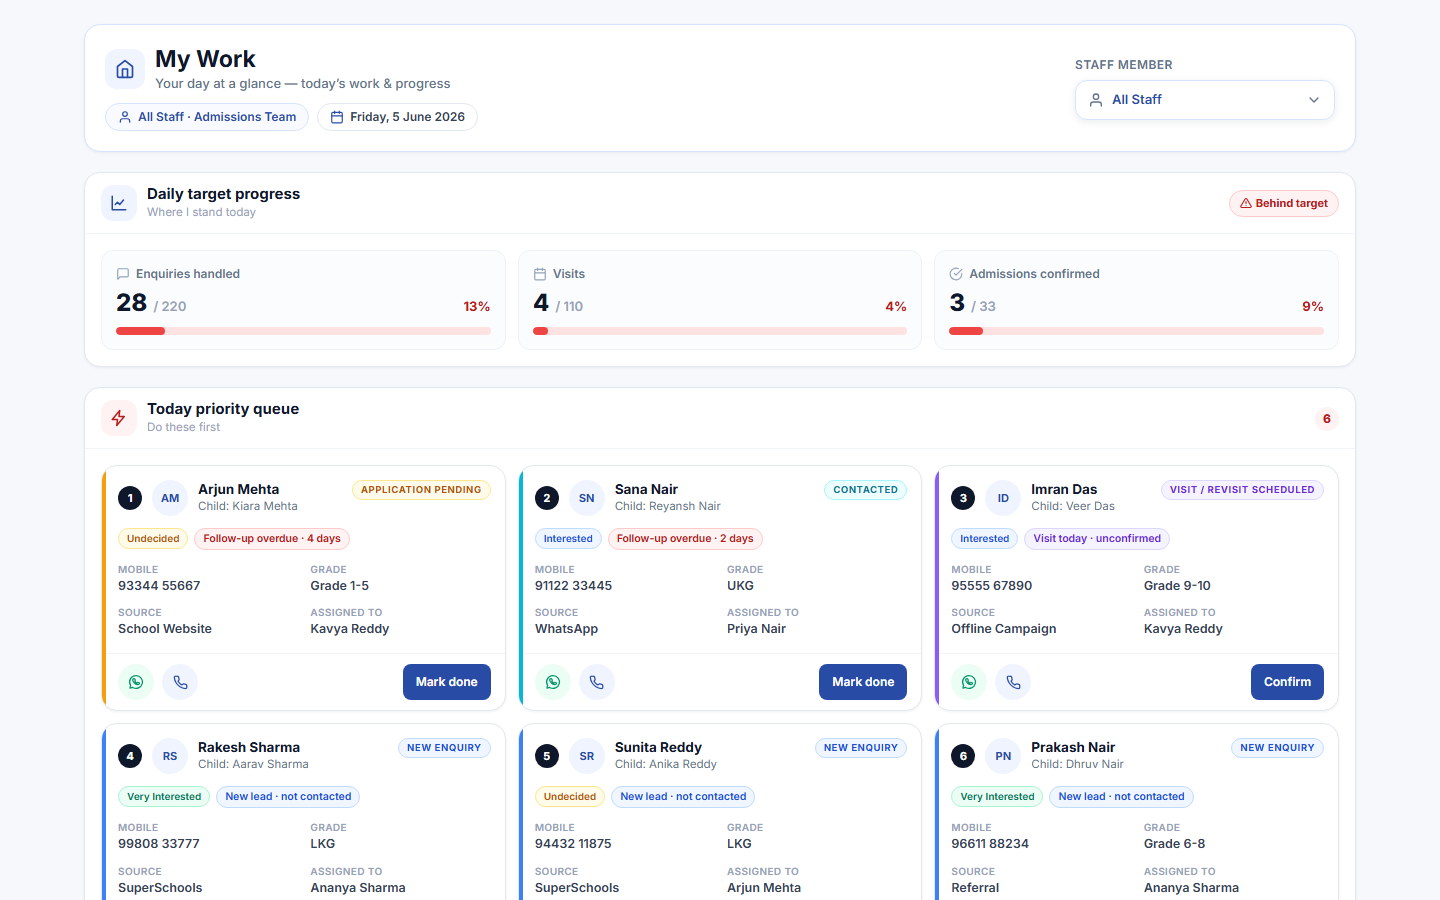 My Work
Your day at a glance — today’s work & progress
All Staff · Admissions Team
Friday, 5 June 2026
STAFF MEMBER
All Staff
Daily target progress
Where I stand today
Behind target
Enquiries handled
28 / 220
13%
Visits
4 / 110
4%
Admissions confirmed
3 / 33
9%
Today priority queue
Do these first
6
1
AM
Arjun Mehta
Child: Kiara Mehta
APPLICATION PENDING
Undecided
Follow-up overdue · 4 days
MOBILE
93344 55667
GRADE
Grade 1-5
SOURCE
School Website
ASSIGNED TO
Kavya Reddy
Mark done
2
SN
Sana Nair
Child: Reyansh Nair
CONTACTED
Interested
Follow-up overdue · 2 days
MOBILE
91122 33445
GRADE
UKG
SOURCE
WhatsApp
ASSIGNED TO
Priya Nair
Mark done
3
ID
Imran Das
Child: Veer Das
VISIT / REVISIT SCHEDULED
Interested
Visit today · unconfirmed
MOBILE
95555 67890
GRADE
Grade 9-10
SOURCE
Offline Campaign
ASSIGNED TO
Kavya Reddy
Confirm
4
RS
Rakesh Sharma
Child: Aarav Sharma
NEW ENQUIRY
Very Interested
New lead · not contacted
MOBILE
99808 33777
GRADE
LKG
SOURCE
SuperSchools
ASSIGNED TO
Ananya Sharma
5
SR
Sunita Reddy
Child: Anika Reddy
NEW ENQUIRY
Undecided
New lead · not contacted
MOBILE
94432 11875
GRADE
LKG
SOURCE
SuperSchools
ASSIGNED TO
Arjun Mehta
6
PN
Prakash Nair
Child: Dhruv Nair
NEW ENQUIRY
Very Interested
New lead · not contacted
MOBILE
96611 88234
GRADE
Grade 6-8
SOURCE
Referral
ASSIGNED TO
Ananya Sharma